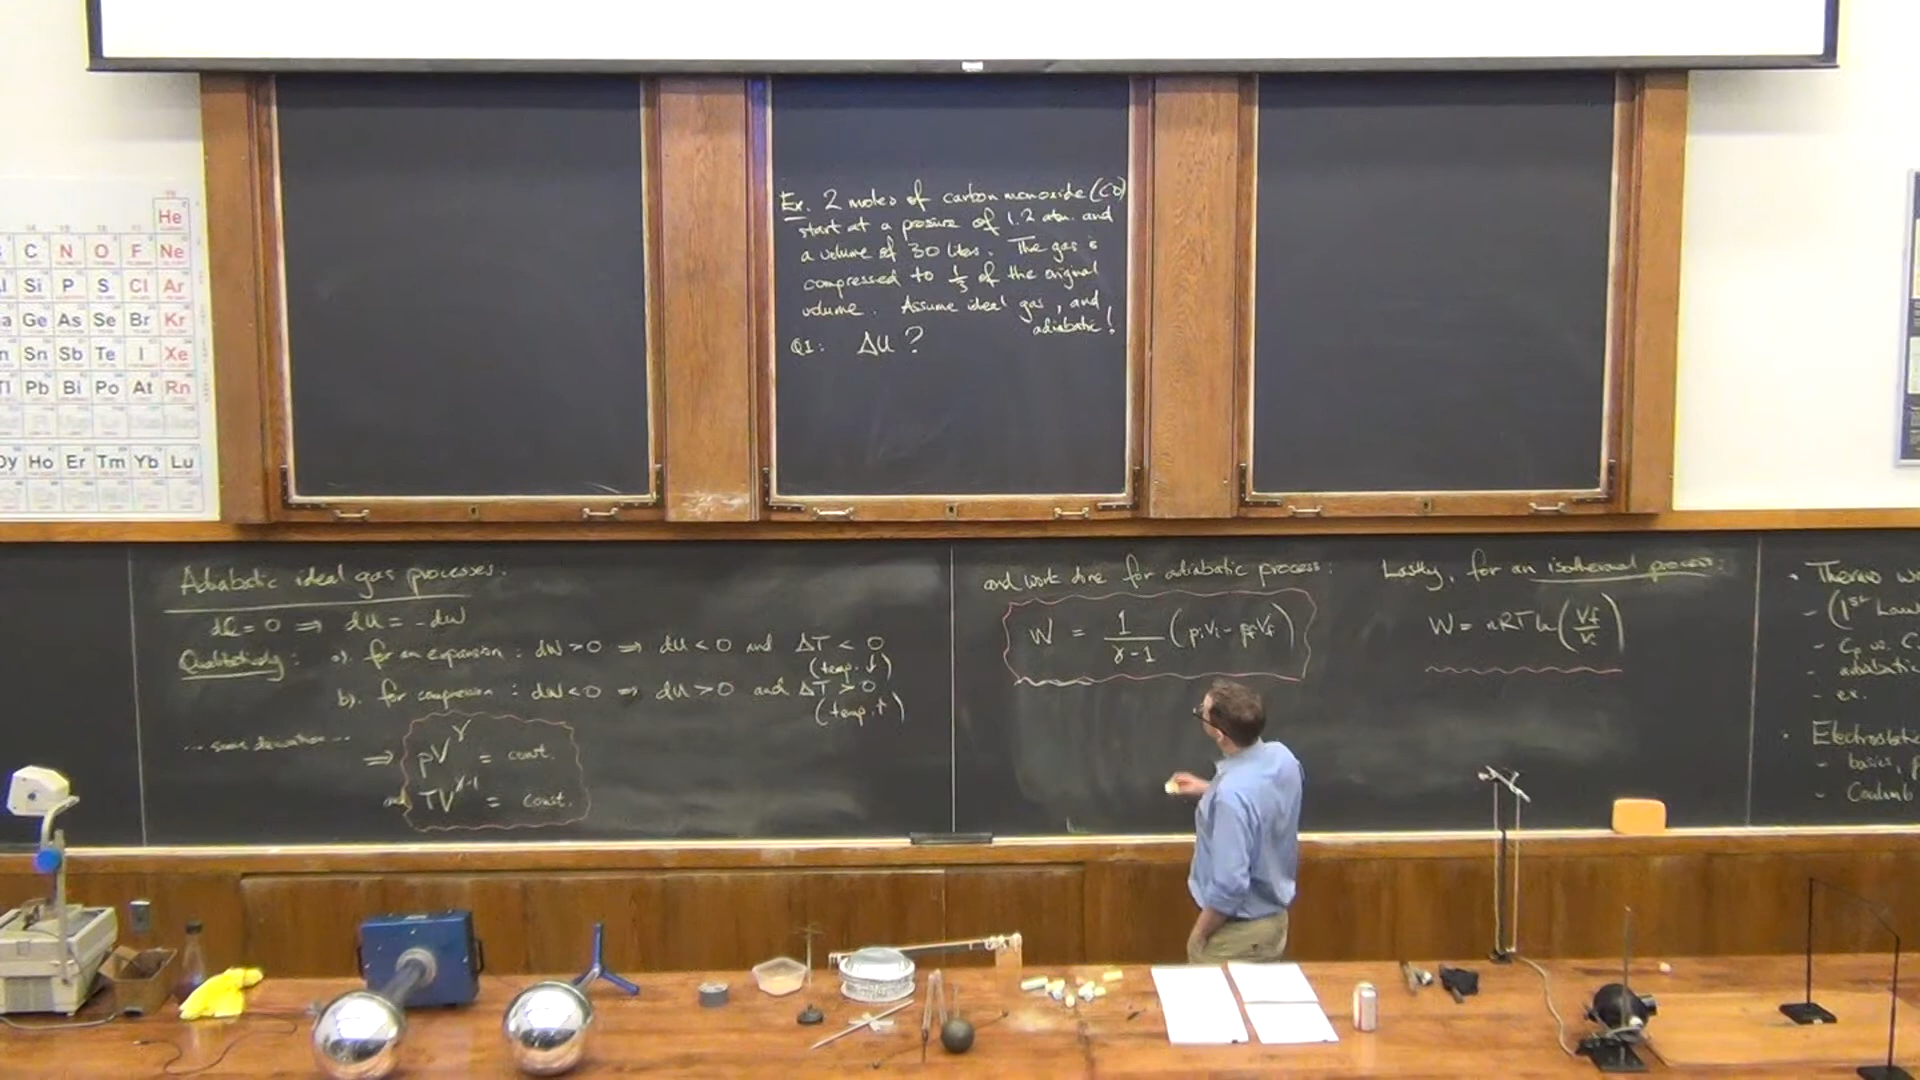 Ex. 2 moles of carbon monoxide (CO)
start at a pressure of 1.2 atm. and
a volume of 30 liters. The gas is
compressed to 1/3 of the original
volume. Assume ideal gas, and
adiabatic!
Q1: ΔU?
Adiabatic ideal gas processes:
dQ = 0 ⇒ dU = -dW
Qualitatively: a). for an expansion: dW > 0 ⇒ dU < 0 and ΔT < 0
(temp. ↓)
b). for compression: dW < 0 ⇒ dU > 0 and ΔT > 0
(temp. ↑)
... some derivation ...
⇒ pV^γ = const.
and TV^γ-1 = const.
and work done for adiabatic process:
W = 1/(γ-1) (piVi - pfVf)
Lastly, for an isothermal process:
W = nRT ln(Vf/Vi)
• Thermo
- (1st Law
- Cp vs. C
- adiabatic
- ex.
• Electrostatic
- basics,
- Coulomb
He
C N O F Ne
Si P S Cl Ar
Ge As Se Br Kr
Sn Sb Te I Xe
Pb Bi Po At Rn
Dy Ho Er Tm Yb Lu